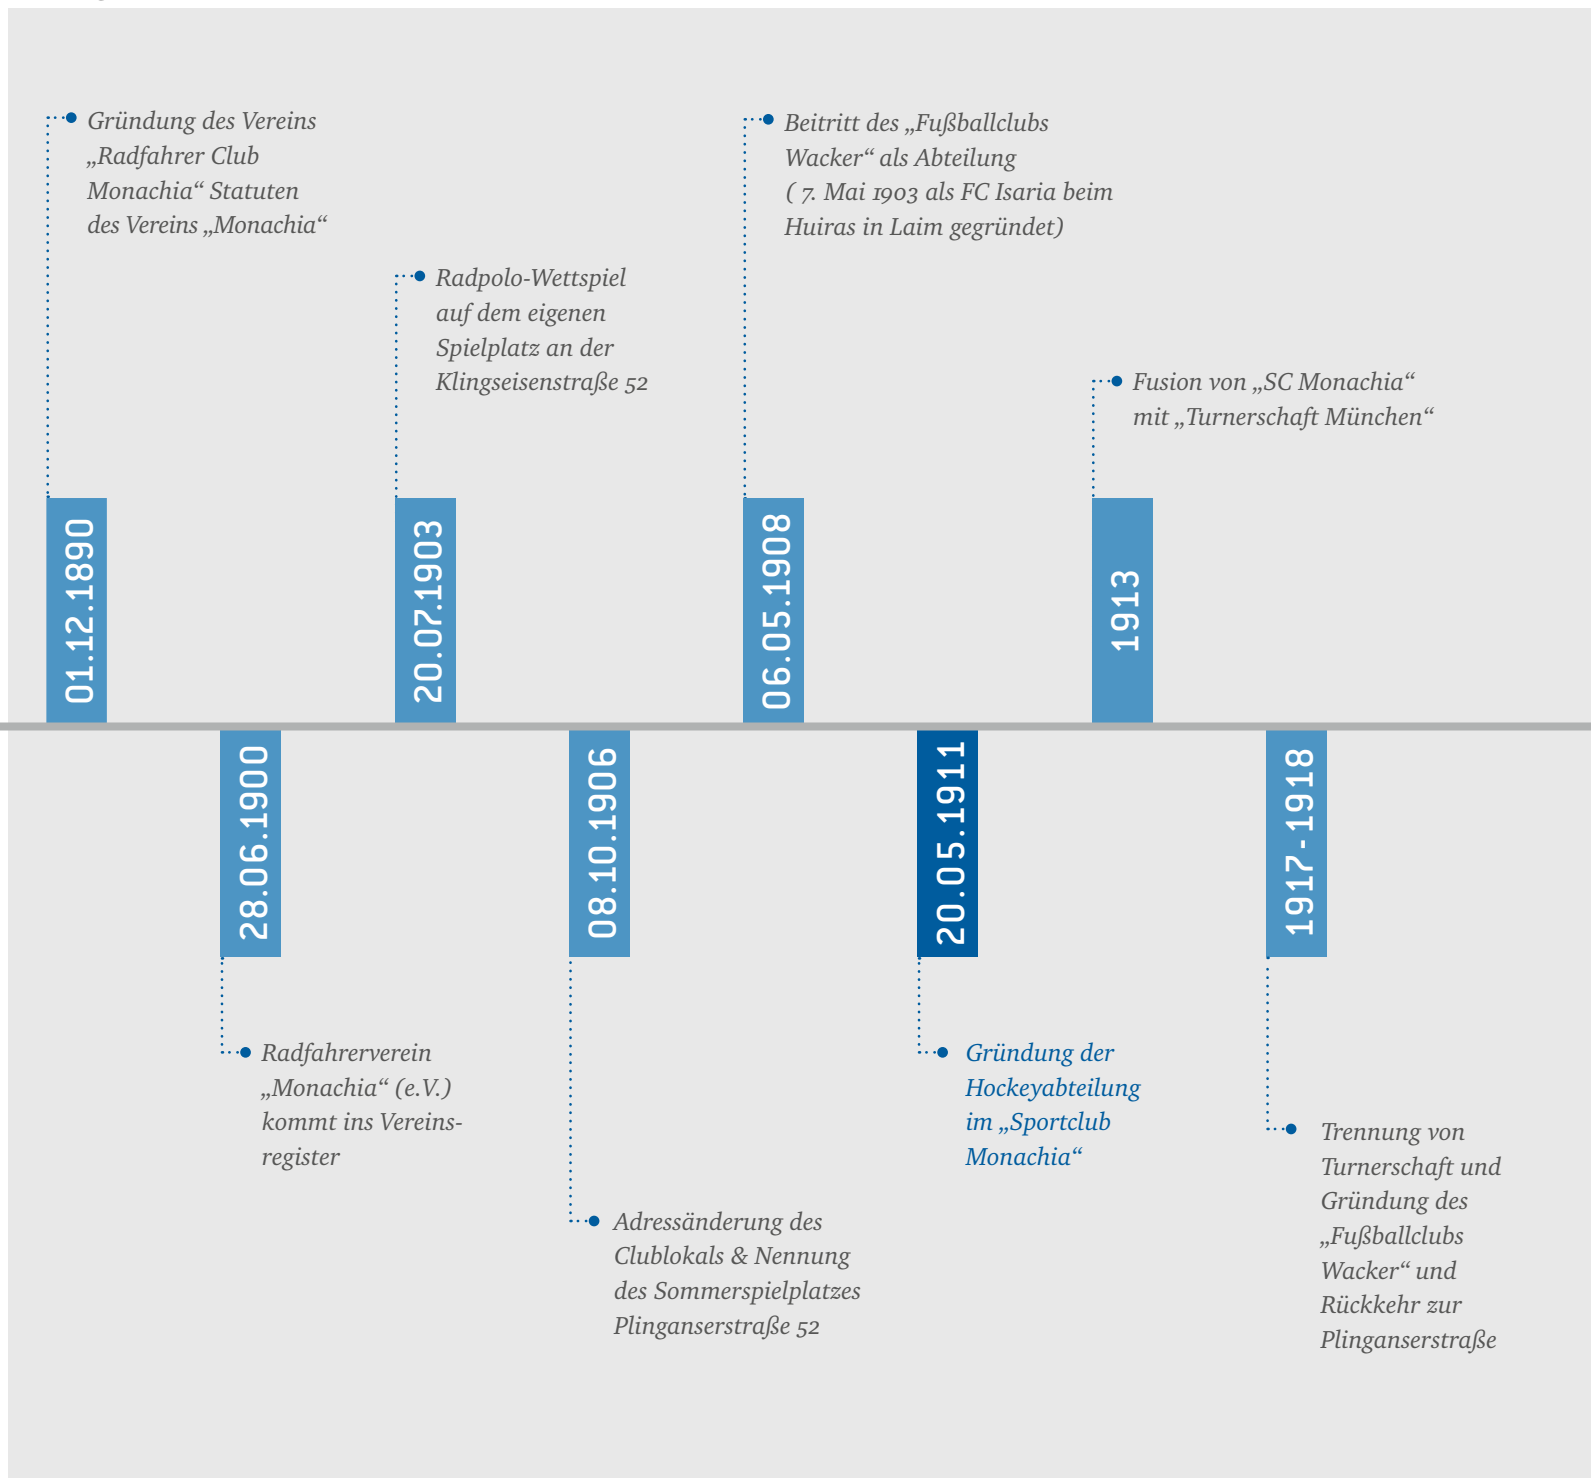 Gründung des Vereins
„Radfahrer Club
Monachia“ Statuten
des Vereins „Monachia“
01.12.1890
Radfahrerverein
„Monachia“ (e.V.)
kommt ins Vereins-
register
28.06.1900
Radpolo-Wettspiel
auf dem eigenen
Spielplatz an der
Klingseisenstraße 52
20.07.1903
Adressänderung des
Clublokals & Nennung
des Sommerspielplatzes
Plinganserstraße 52
08.10.1906
Beitritt des „Fußballclubs
Wacker“ als Abteilung
( 7. Mai 1903 als FC Isaria beim
Huiras in Laim gegründet)
06.05.1908
Gründung der
Hockeyabteilung
im „Sportclub
Monachia“
20.05.1911
Fusion von „SC Monachia“
mit „Turnerschaft München“
1913
Trennung von
Turnerschaft und
Gründung des
„Fußballclubs
Wacker“ und
Rückkehr zur
Plinganserstraße
1917-1918